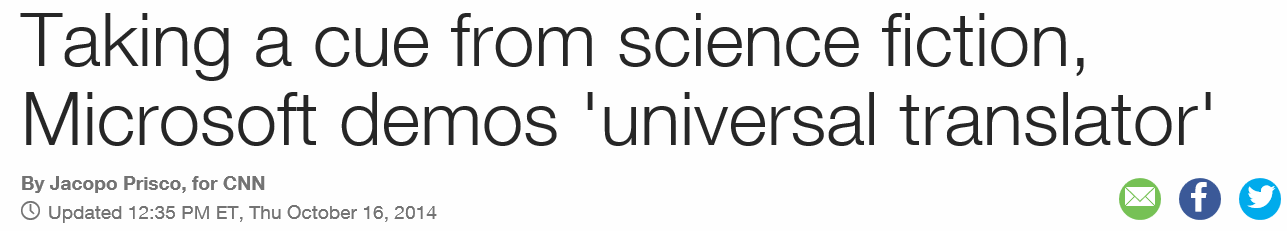 Taking a cue from science fiction,
Microsoft demos 'universal translator'
By Jacopo Prisco, for CNN
Updated 12:35 PM ET, Thu October 16, 2014